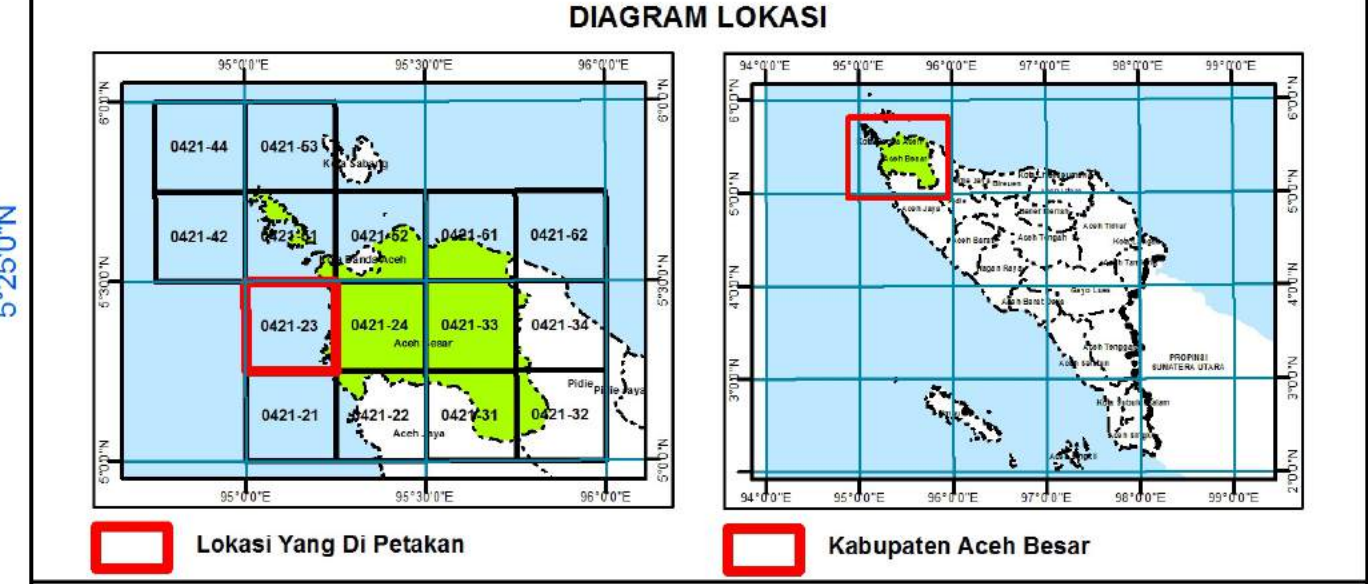 DIAGRAM LOKASI
95°0'0"E 95°30'0"E 96°0'0"E
6°0'0"N 6°0'0"N
0421-44 0421-53
Kota Sabang
0421-42 0421-51 0421-52 0421-61 0421-62
Kota Banda Aceh
5°30'0"N 5°30'0"N
0421-23 0421-24 0421-33 0421-34
Aceh Besar
Pidie Pidie Jaya
0421-21 0421-22 0421-31 0421-32
Aceh Jaya
5°0'0"N 5°0'0"N
95°0'0"E 95°30'0"E 96°0'0"E
Lokasi Yang Di Petakan
94°0'0"E 95°0'0"E 96°0'0"E 97°0'0"E 98°0'0"E 99°0'0"E
6°0'0"N 6°0'0"N
Aceh Besar
Bireuen
5°0'0"N 5°0'0"N
Aceh Jaya
Bener Meriah
Aceh Timur
Aceh Barat
Aceh Tengah
Nagan Raya
4°0'0"N 4°0'0"N
Gayo Lues
Aceh Barat Daya
Aceh Tenggara
Aceh Selatan
PROPINSI
SUMATERA UTARA
3°0'0"N 3°0'0"N
2°0'0"N
94°0'0"E 95°0'0"E 96°0'0"E 97°0'0"E 98°0'0"E 99°0'0"E
Kabupaten Aceh Besar
5°25'0"N